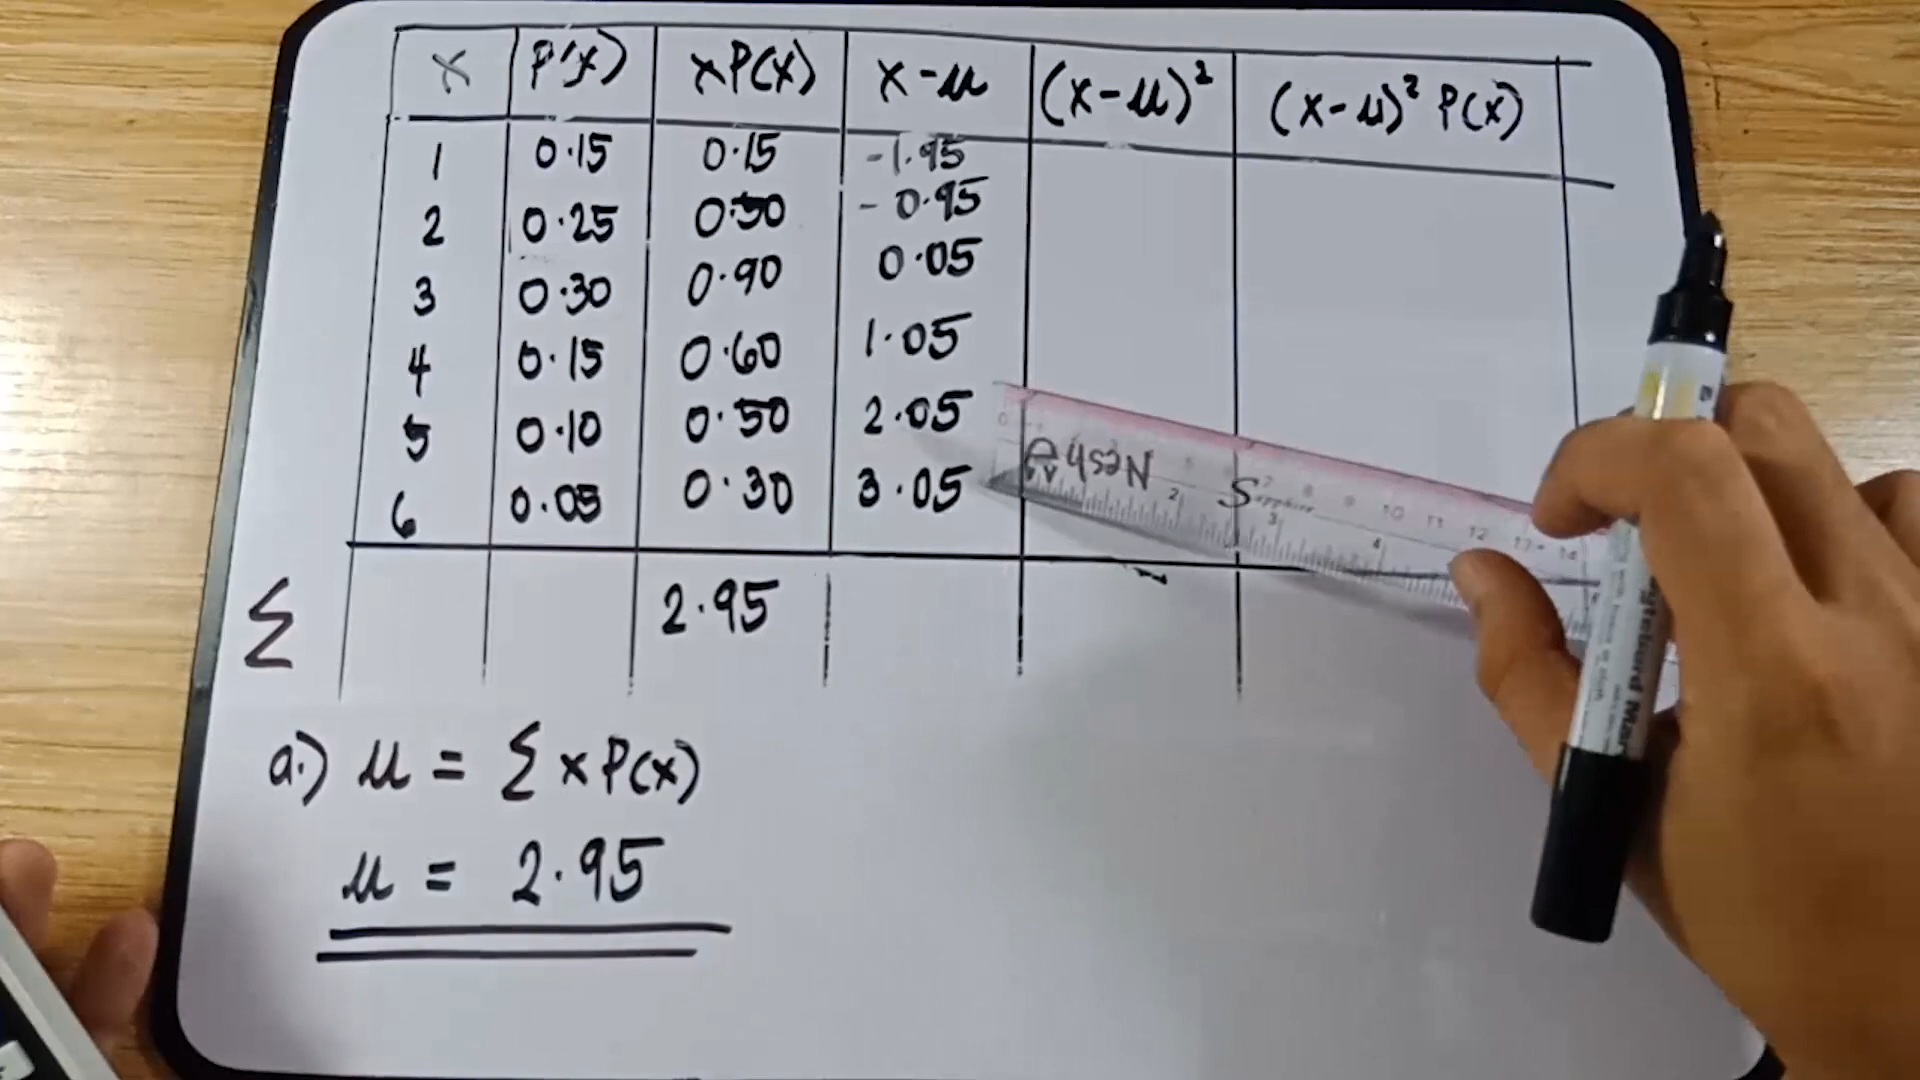 x P(x) xP(x) x-μ (x-μ)² (x-μ)² P(x)
1 0.15 0.15 -1.95
2 0.25 0.50 -0.95
3 0.30 0.90 0.05
4 0.15 0.60 1.05
5 0.10 0.50 2.05
6 0.05 0.30 3.05
Σ 2.95
a.) μ = Σ x P(x)
μ = 2.95